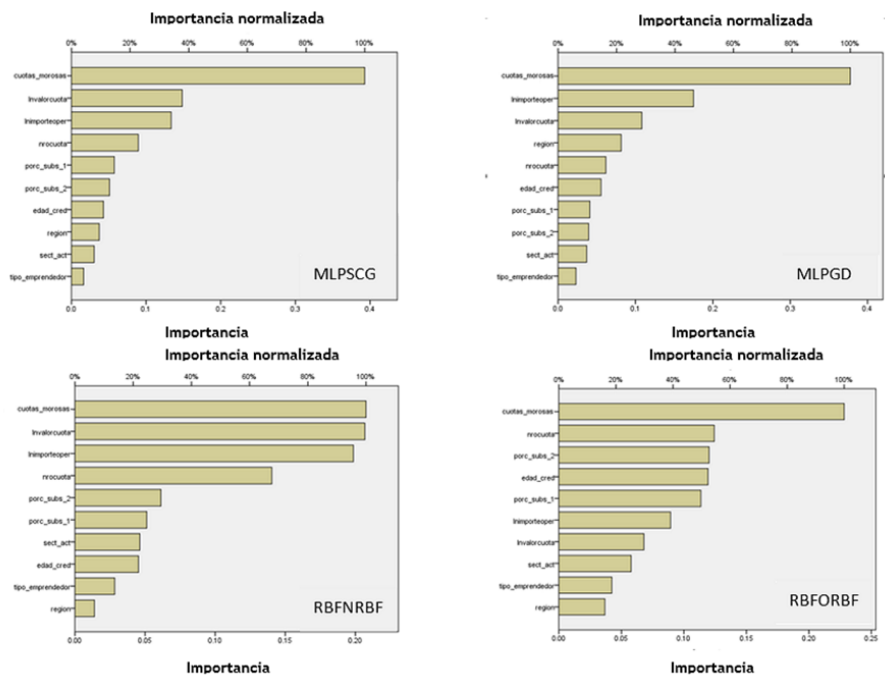 Importancia normalizada
0% 20% 40% 60% 80% 100%
cuotas_morosas
lnvalorcuota
lnimporteoper
nrocuota
porc_subs_1
porc_subs_2
edad_cred
region
sect_act
tipo_emprendedor
MLPSCG
0.0 0.1 0.2 0.3 0.4
Importancia
Importancia normalizada
0% 20% 40% 60% 80% 100%
cuotas_morosas
lnimporteoper
lnvalorcuota
region
nrocuota
edad_cred
porc_subs_1
porc_subs_2
sect_act
tipo_emprendedor
MLPGD
0.0 0.1 0.2 0.3 0.4
Importancia
Importancia normalizada
0% 20% 40% 60% 80% 100%
cuotas_morosas
lnvalorcuota
lnimporteoper
nrocuota
porc_subs_2
porc_subs_1
sect_act
edad_cred
tipo_emprendedor
region
RBFNRBF
0.00 0.05 0.10 0.15 0.20
Importancia
Importancia normalizada
0% 20% 40% 60% 80% 100%
cuotas_morosas
nrocuota
porc_subs_2
edad_cred
porc_subs_1
lnimporteoper
lnvalorcuota
sect_act
tipo_emprendedor
region
RBFORBF
0.00 0.05 0.10 0.15 0.20 0.25
Importancia